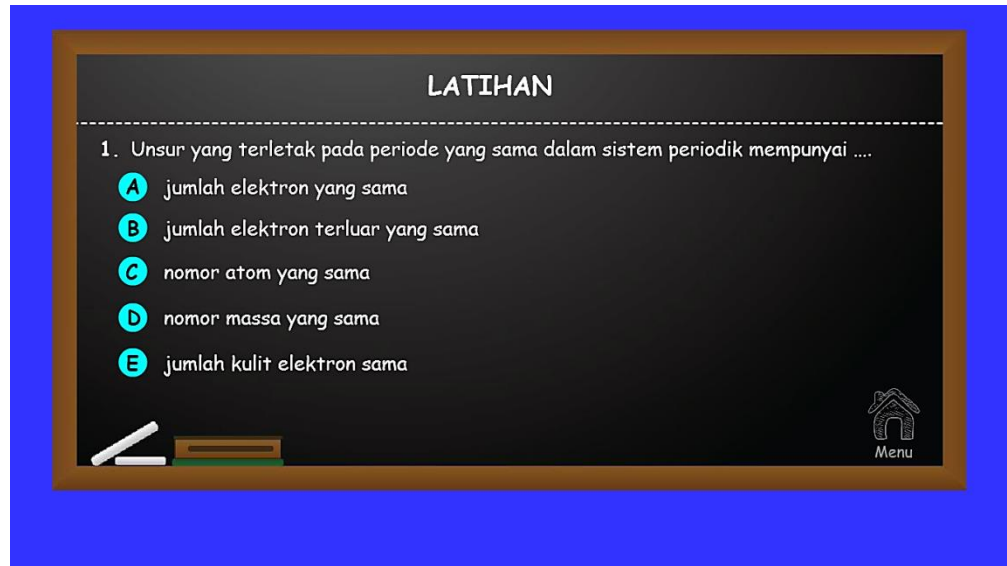 LATIHAN
1. Unsur yang terletak pada periode yang sama dalam sistem periodik mempunyai ....
A jumlah elektron yang sama
B jumlah elektron terluar yang sama
C nomor atom yang sama
D nomor massa yang sama
E jumlah kulit elektron sama
Menu